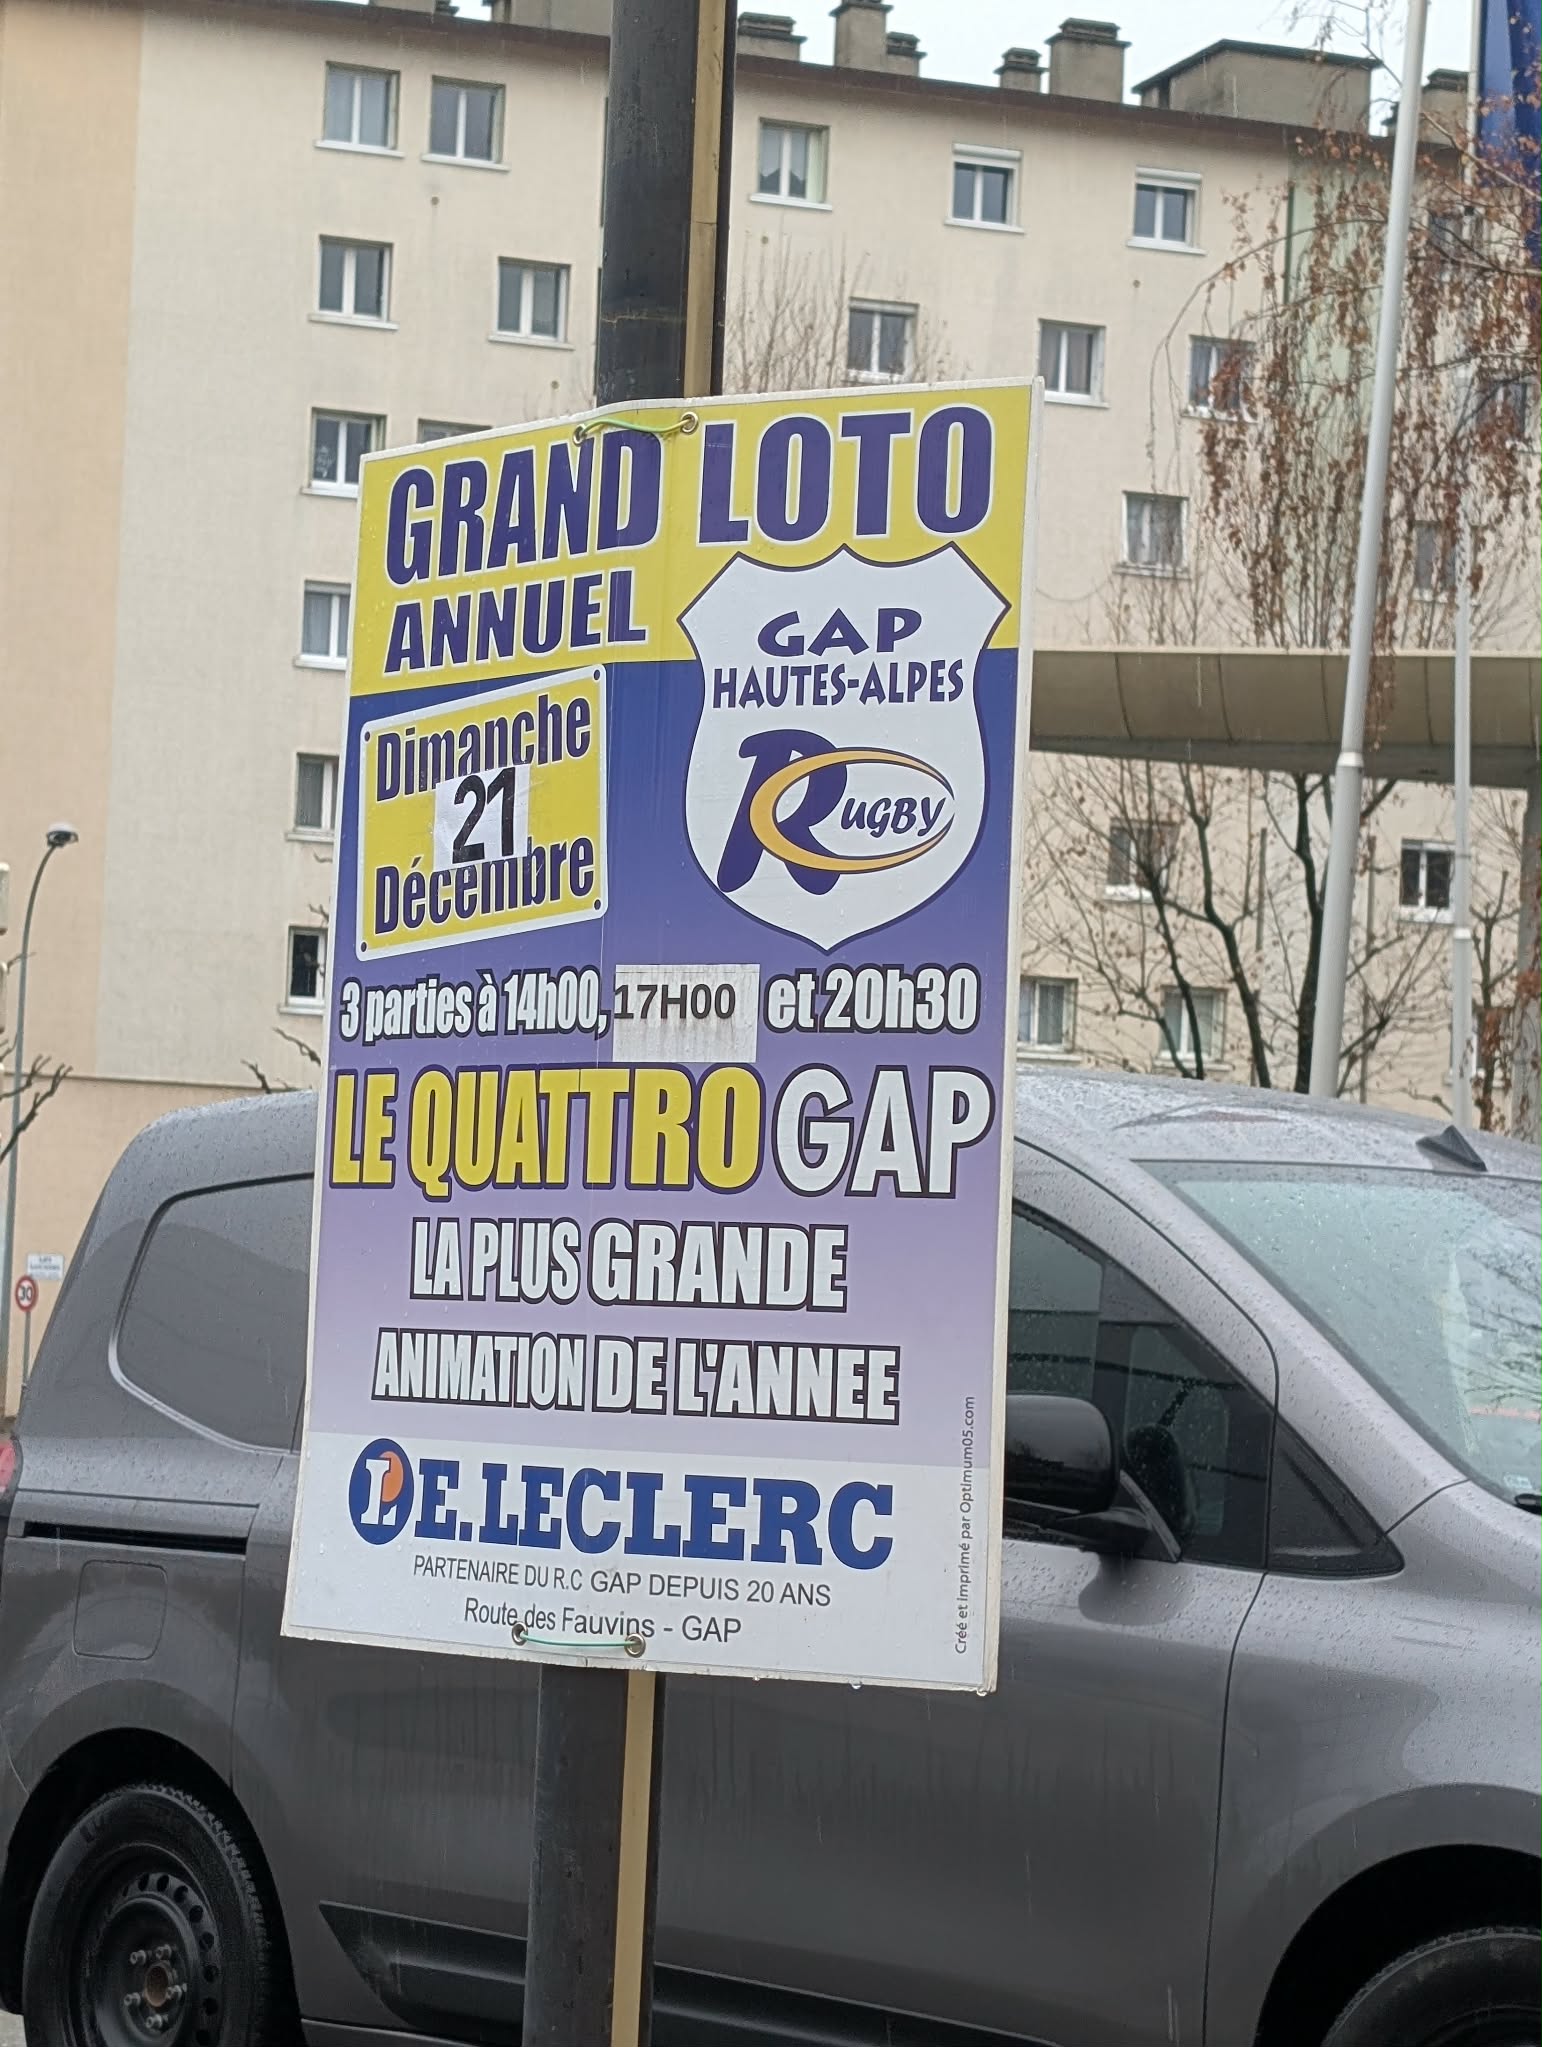 GRAND LOTO
ANNUEL
GAP
HAUTES-ALPES
RUGBY
Dimanche
21
Décembre
3 parties à 14h00, 17H00 et 20h30
LE QUATTRO GAP
LA PLUS GRANDE
ANIMATION DE L'ANNEE
L E.LECLERC
PARTENAIRE DU R.C GAP DEPUIS 20 ANS
Route des Fauvins - GAP
Créé et Imprimé par Optimum05.com
30